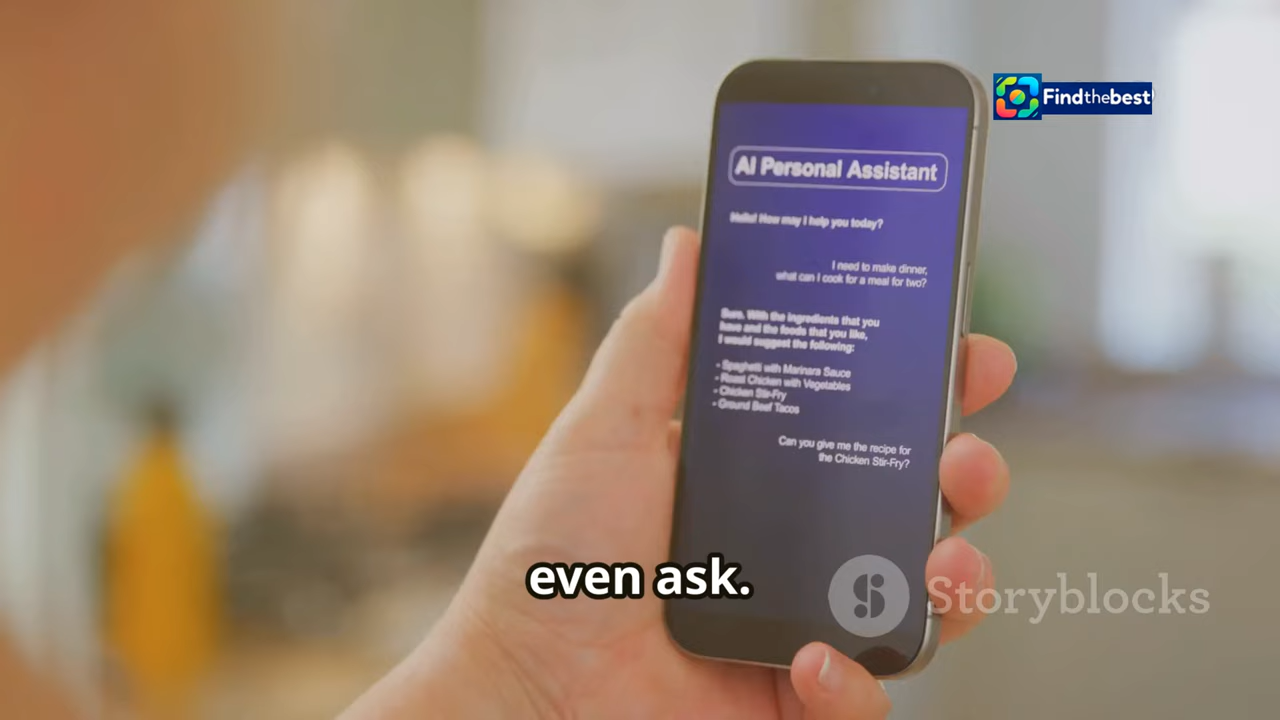 Findthebest
AI Personal Assistant
Hello! How may I help you today?
I need to make dinner,
what can I cook for a meal for two?
Sure. With the ingredients that you
have and the foods that you like,
I would suggest the following:
- Spaghetti with Marinara Sauce
- Roast Chicken with Vegetables
- Chicken Stir-Fry
- Ground Beef Tacos
Can you give me the recipe for
the Chicken Stir-Fry?
even ask.
Storyblocks